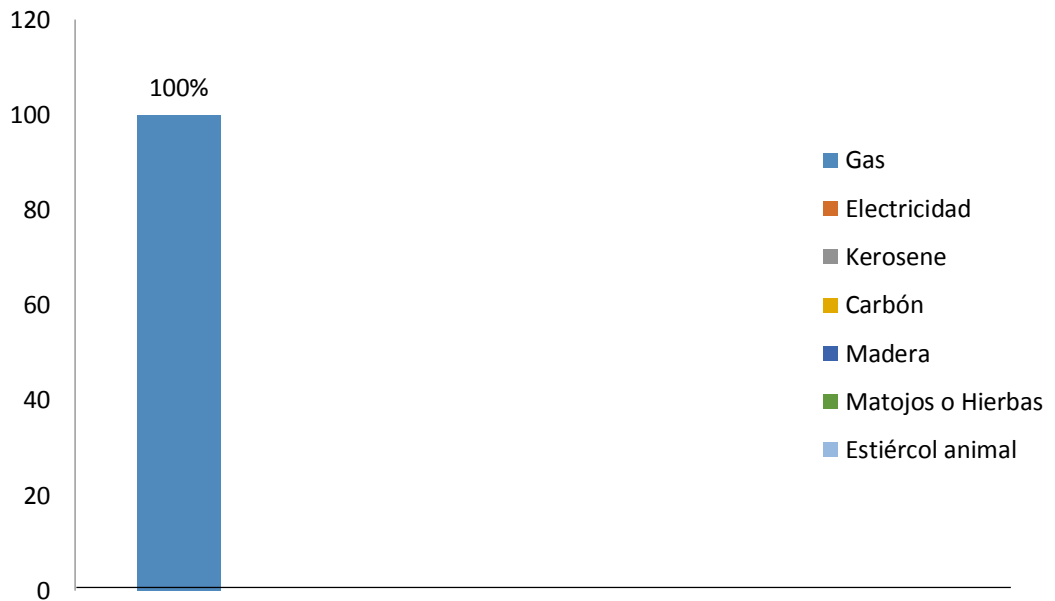 120
100
80
60
40
20
0
100%
Gas
Electricidad
Kerosene
Carbón
Madera
Matojos o Hierbas
Estiércol animal